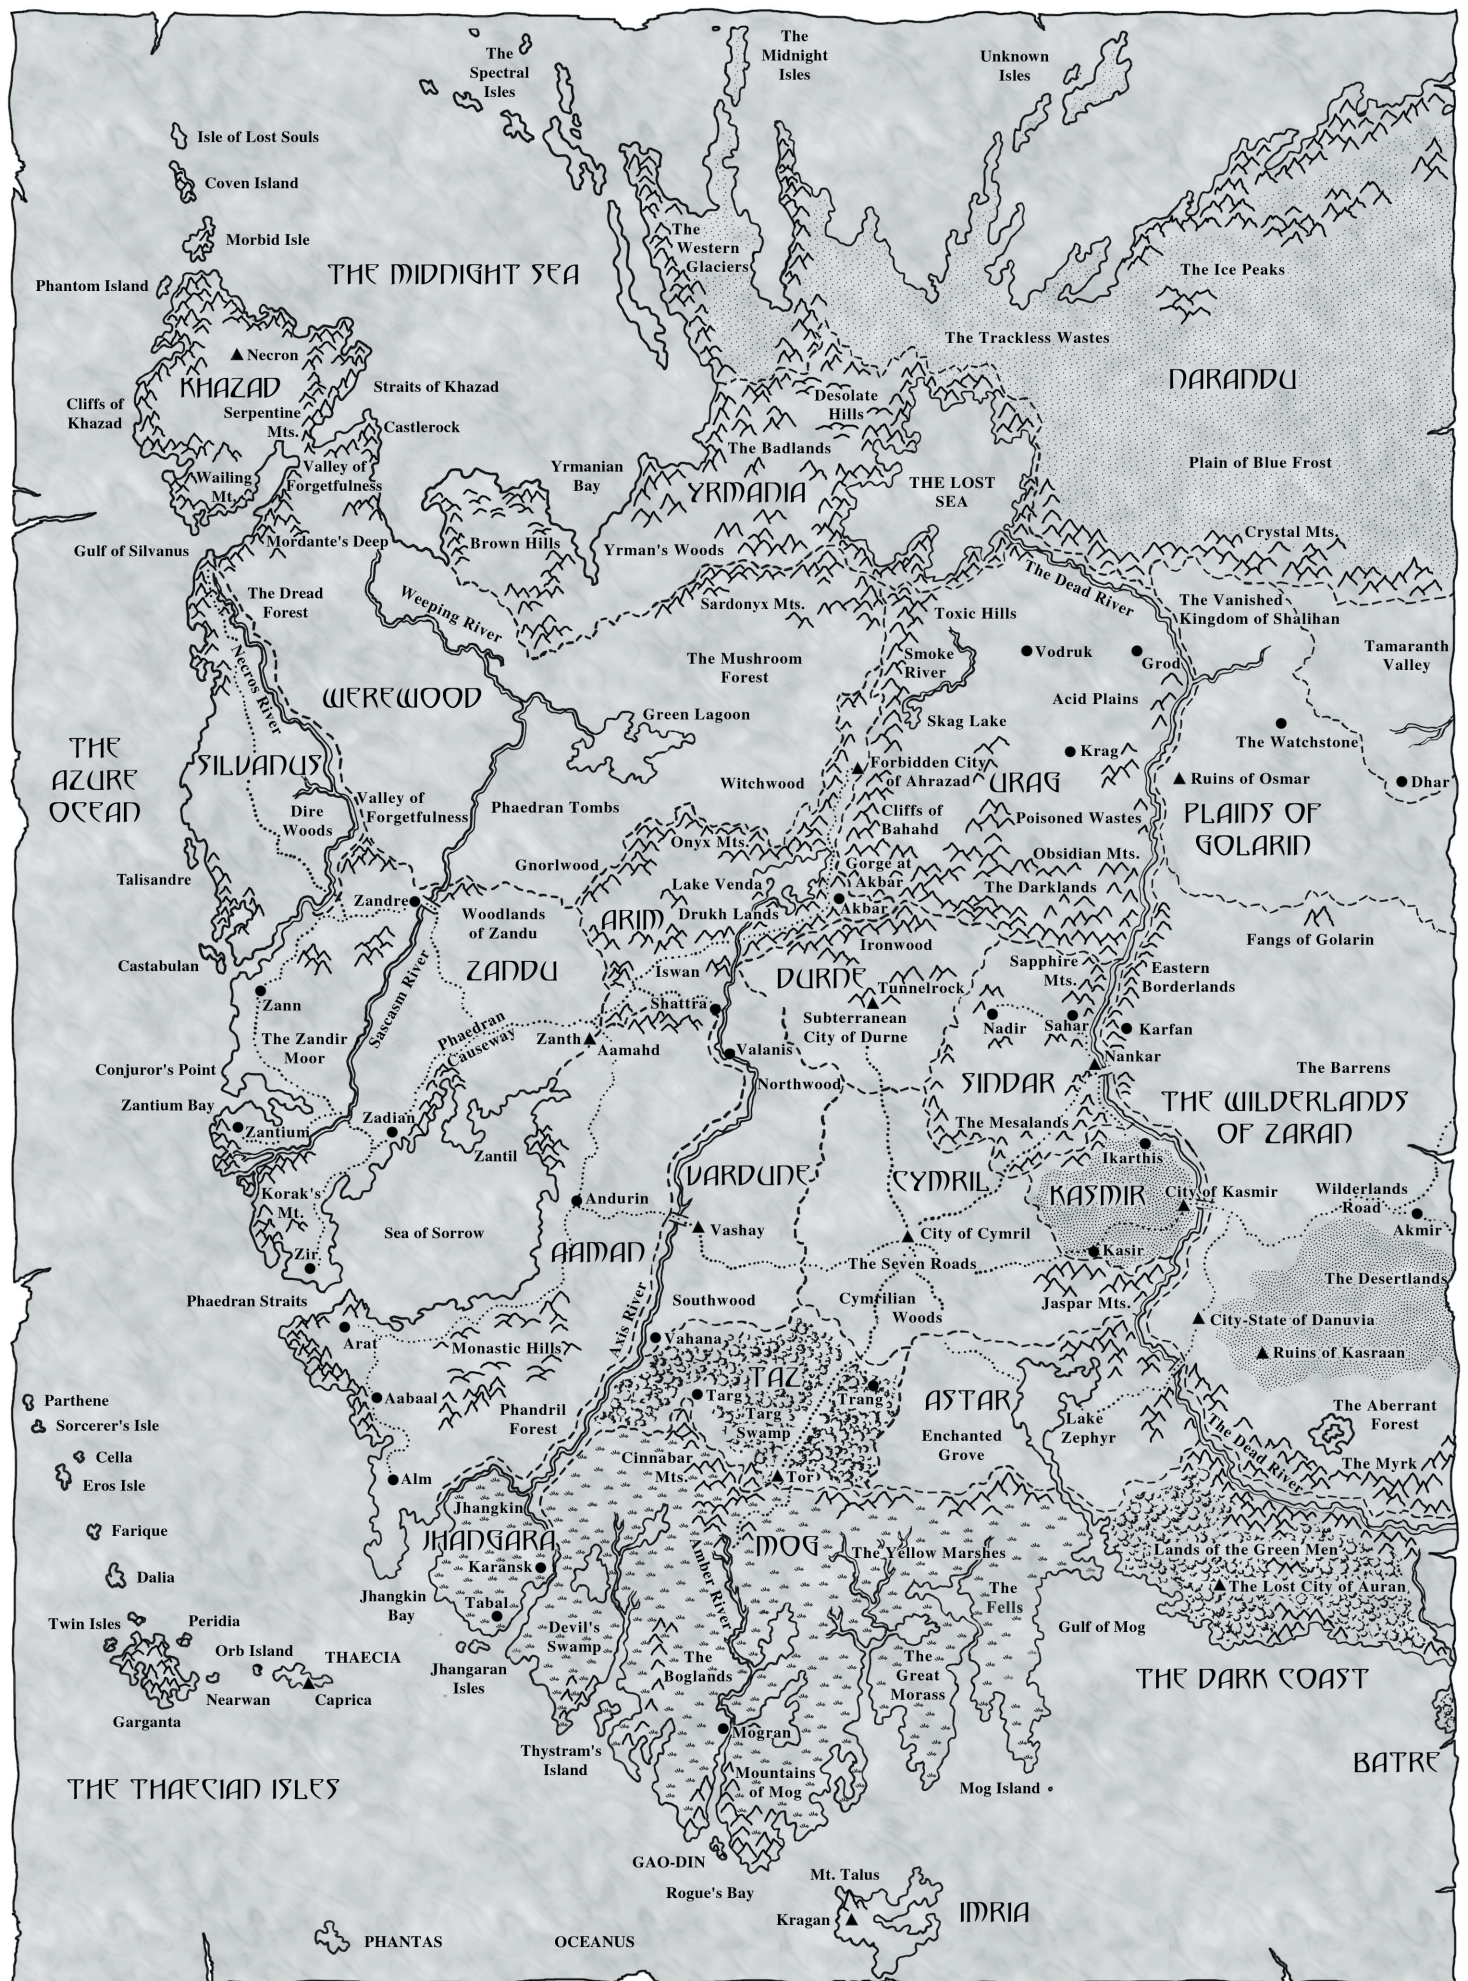 The
Spectral
Isles
The
Midnight
Isles
Unknown
Isles
Isle of Lost Souls
Coven Island
Morbid Isle
Phantom Island
THE MIDNIGHT SEA
The
Western
Glaciers
The Ice Peaks
The Trackless Wastes
NARANDU
Necron
KHAZAD
Straits of Khazad
Cliffs of
Khazad
Serpentine
Mts.
Castlerock
Desolate
Hills
The Badlands
Wailing
Mt.
Valley of
Forgetfulness
Yrmanian
Bay
YRMANIA
THE LOST
SEA
Plain of Blue Frost
Crystal Mts.
Gulf of Silvanus
Mordante's Deep
Brown Hills
Yrman's Woods
The Dead River
The Dread
Forest
Weeping River
Sardonyx Mts.
Toxic Hills
The Vanished
Kingdom of Shalihan
Tamaranth
Valley
The Mushroom
Forest
Smoke
River
Vodruk
Grod
Necros River
WEREWOOD
Acid Plains
Green Lagoon
Skag Lake
The Watchstone
THE
AZURE
OCEAN
SILVANUS
Krag
Forbidden City
of Ahrazad
URAG
Witchwood
Ruins of Osmar
Dhar
Dire
Woods
Valley of
Forgetfulness
Phaedran Tombs
Cliffs of
Bahahd
Poisoned Wastes
PLAINS OF
GOLARIN
Onyx Mts.
Obsidian Mts.
Talisandre
Gnorlwood
Gorge at
Akbar
Lake Venda
The Darklands
Zandre
Akbar
Woodlands
of Zandu
ARIM
Drukh Lands
Ironwood
Fangs of Golarin
Castabulan
ZANDU
Iswan
DURNE
Sapphire
Mts.
Eastern
Borderlands
Zann
Sascasm River
Shattra
Tunnelrock
Subterranean
City of Durne
Nadir
Sahar
Karfan
The Zandir
Moor
Phaedran
Causeway
Zanth
Aamahd
Valanis
Nankar
Conjuror's Point
Northwood
SINDAR
The Barrens
Zantium Bay
THE WILDERLANDS
OF ZARAN
Zantium
Zadian
Zantil
The Mesalands
Ikarthis
VARDUNE
CYMRIL
KASMIR
City of Kasmir
Wilderlands
Road
Korak's
Mt.
Andurin
Akmir
Sea of Sorrow
Vashay
City of Cymril
AAMAN
Zir
Kasir
The Seven Roads
The Desertlands
Phaedran Straits
Southwood
Cymrilian
Woods
Jaspar Mts.
Axis River
City-State of Danuvia
Arat
Monastic Hills
Vahana
Ruins of Kasraan
TAZ
Parthene
Aabaal
Targ
Trang
ASTAR
Sorcerer's Isle
Phandril
Forest
Targ
Swamp
Lake
Zephyr
The Aberrant
Forest
Enchanted
Grove
Cella
Eros Isle
Alm
Cinnabar
Mts.
Tor
The Dead River
The Myrk
Jhangkin
Farique
JHANGARA
MOG
The Yellow Marshes
Lands of the Green Men
Karansk
Amber River
Dalia
Jhangkin
Bay
Tabal
The
Fells
The Lost City of Auran
Twin Isles
Peridia
Devil's
Swamp
Gulf of Mog
Orb Island
THAECIA
Jhangaran
Isles
The
Boglands
The
Great
Morass
THE DARK COAST
Nearwan
Caprica
Garganta
Mogran
Thystram's
Island
BATRE
THE THAECIAN ISLES
Mountains
of Mog
Mog Island
GAO-DIN
Rogue's Bay
Mt. Talus
Kragan
IMRIA
PHANTAS
OCEANUS